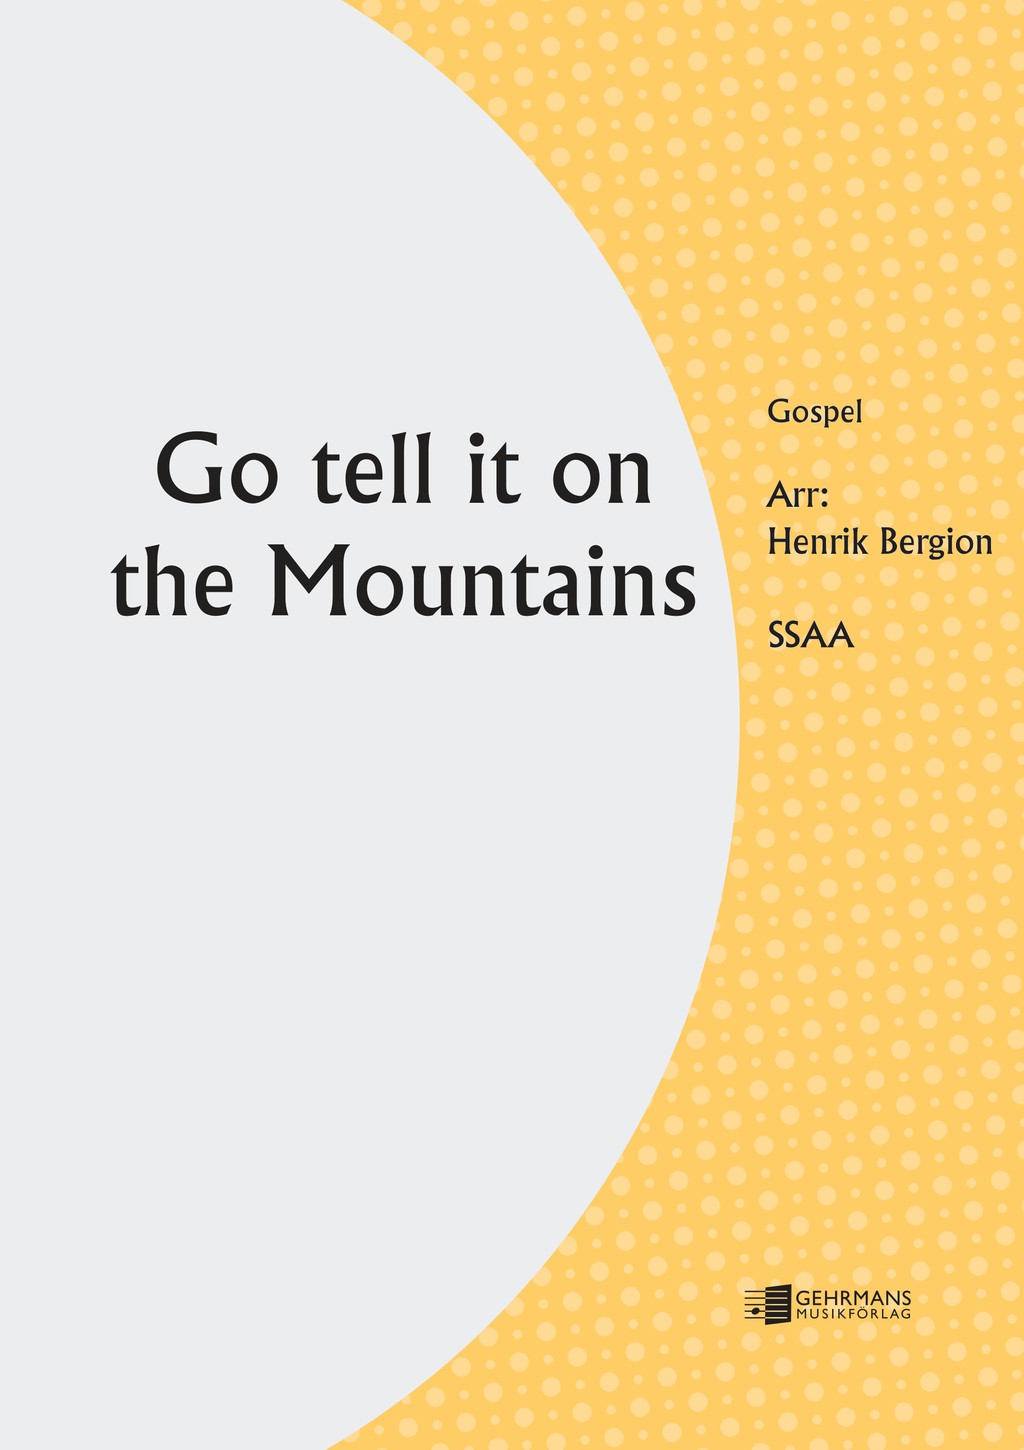 Go tell it on
the Mountains
Gospel
Arr:
Henrik Bergion
SSAA
GEHRMANS
MUSIKFÖRLAG